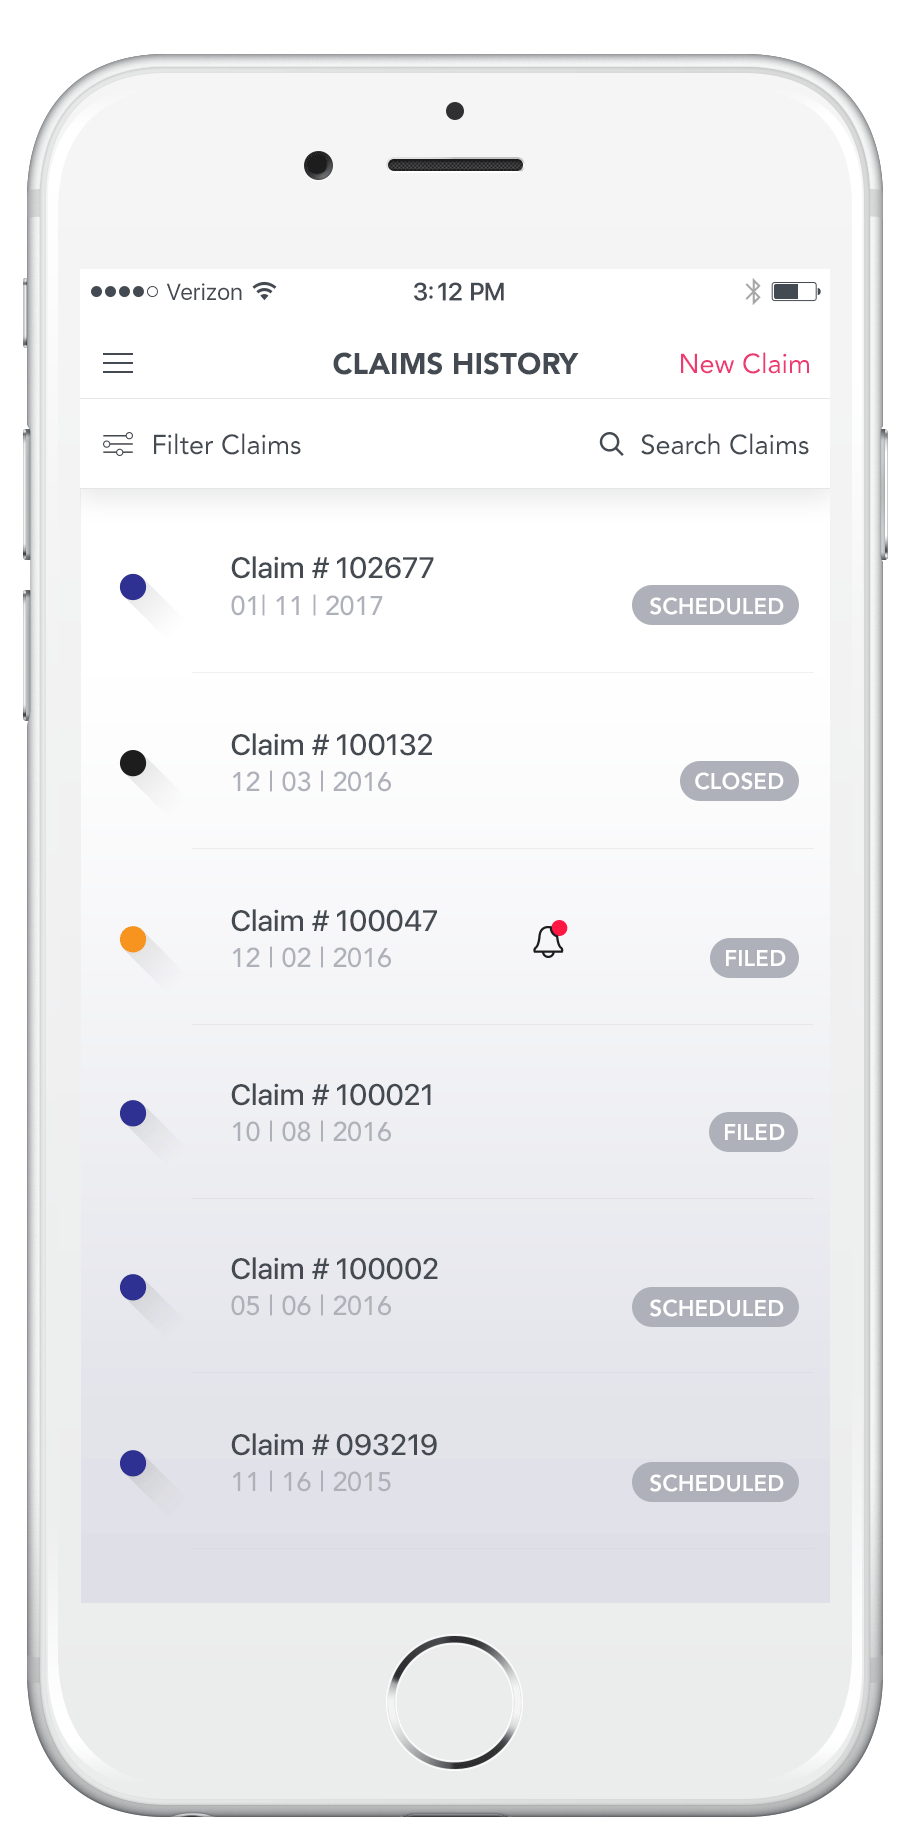 Verizon 3:12 PM
CLAIMS HISTORY New Claim
Filter Claims Search Claims
Claim # 102677
01| 11 | 2017
SCHEDULED
Claim # 100132
12 | 03 | 2016
CLOSED
Claim # 100047
12 | 02 | 2016
FILED
Claim # 100021
10 | 08 | 2016
FILED
Claim # 100002
05 | 06 | 2016
SCHEDULED
Claim # 093219
11 | 16 | 2015
SCHEDULED